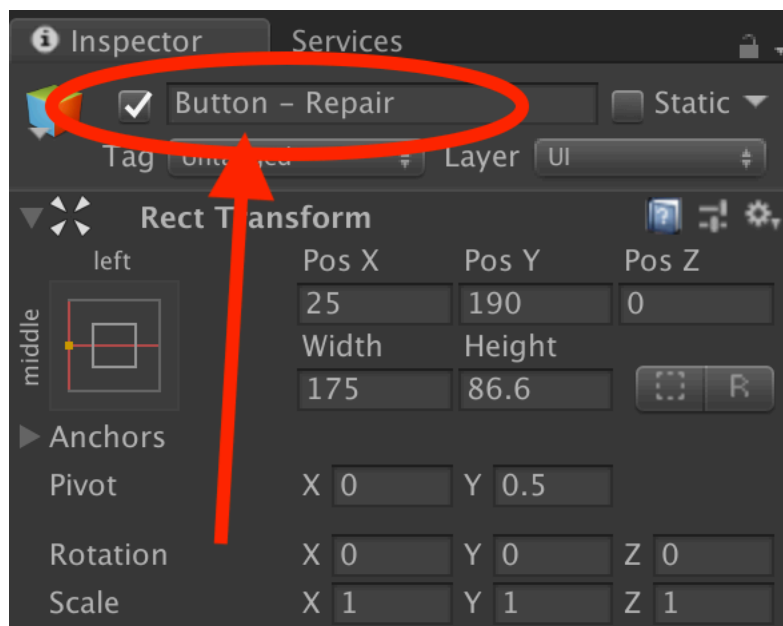 Inspector Services
Button – Repair Static
Tag Untagged Layer UI
Rect Transform
left Pos X Pos Y Pos Z
25 190 0
middle
Width Height
175 86.6 R
Anchors
Pivot X 0 Y 0.5
Rotation X 0 Y 0 Z 0
Scale X 1 Y 1 Z 1